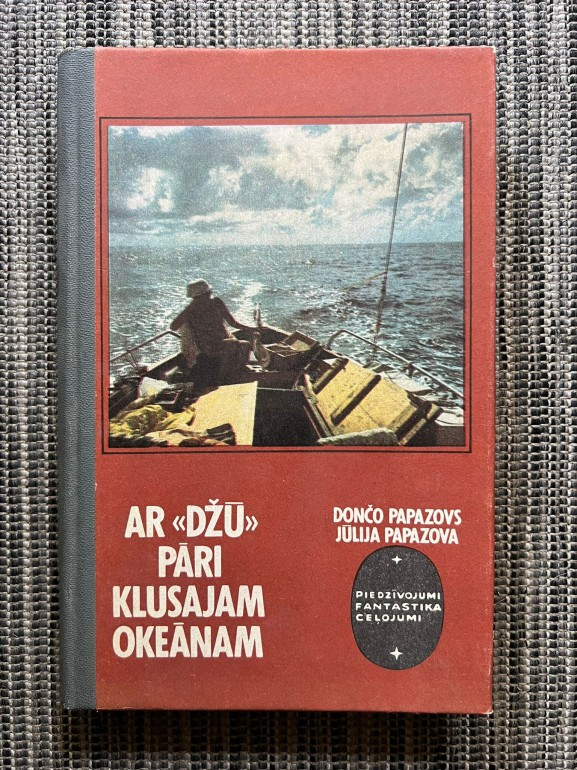 AR «DŽŪ»
PĀRI
KLUSAJAM
OKEĀNAM
DONČO PAPAZOVS
JŪLIJA PAPAZOVA
PIEDZĪVOJUMI
FANTASTIKA
CEĻOJUMI